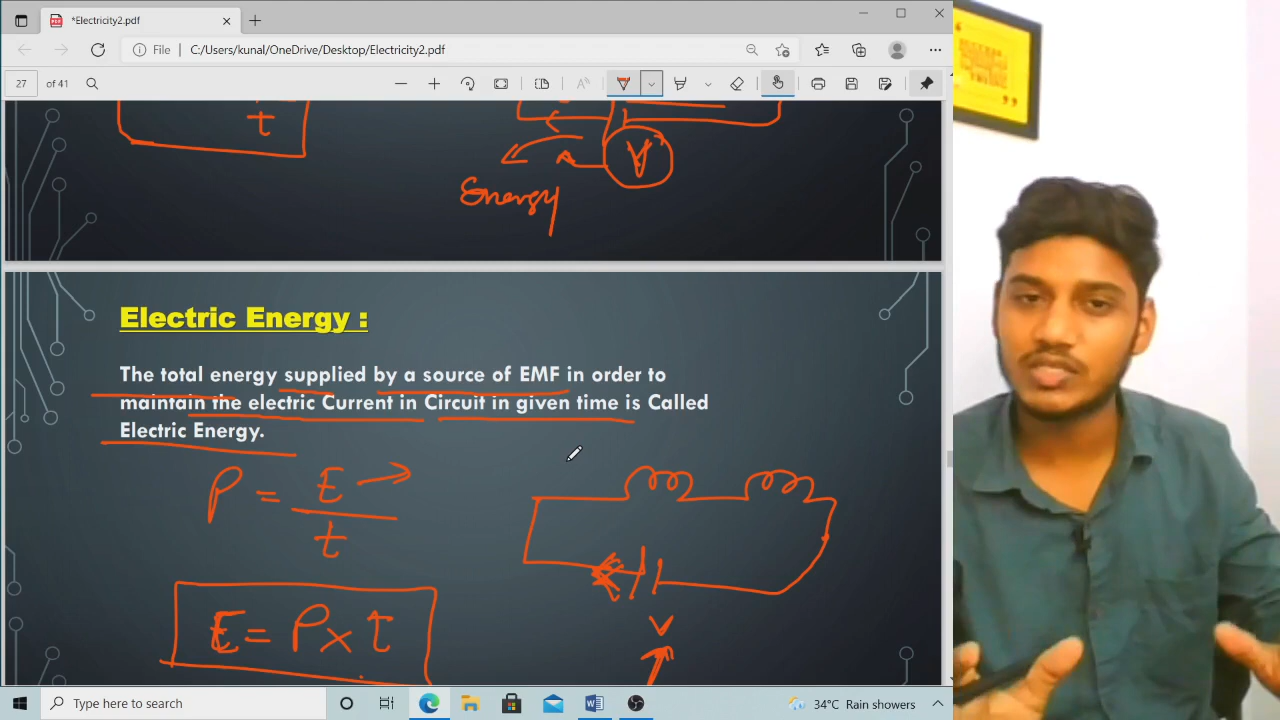 *Electricity2.pdf
File
C:/Users/kunal/OneDrive/Desktop/Electricity2.pdf
27 of 41
t
V
Energy
Electric Energy :
The total energy supplied by a source of EMF in order to
maintain the electric Current in Circuit in given time is Called
Electric Energy.
P = E
t
E = P x t
V
Type here to search
34°C Rain showers